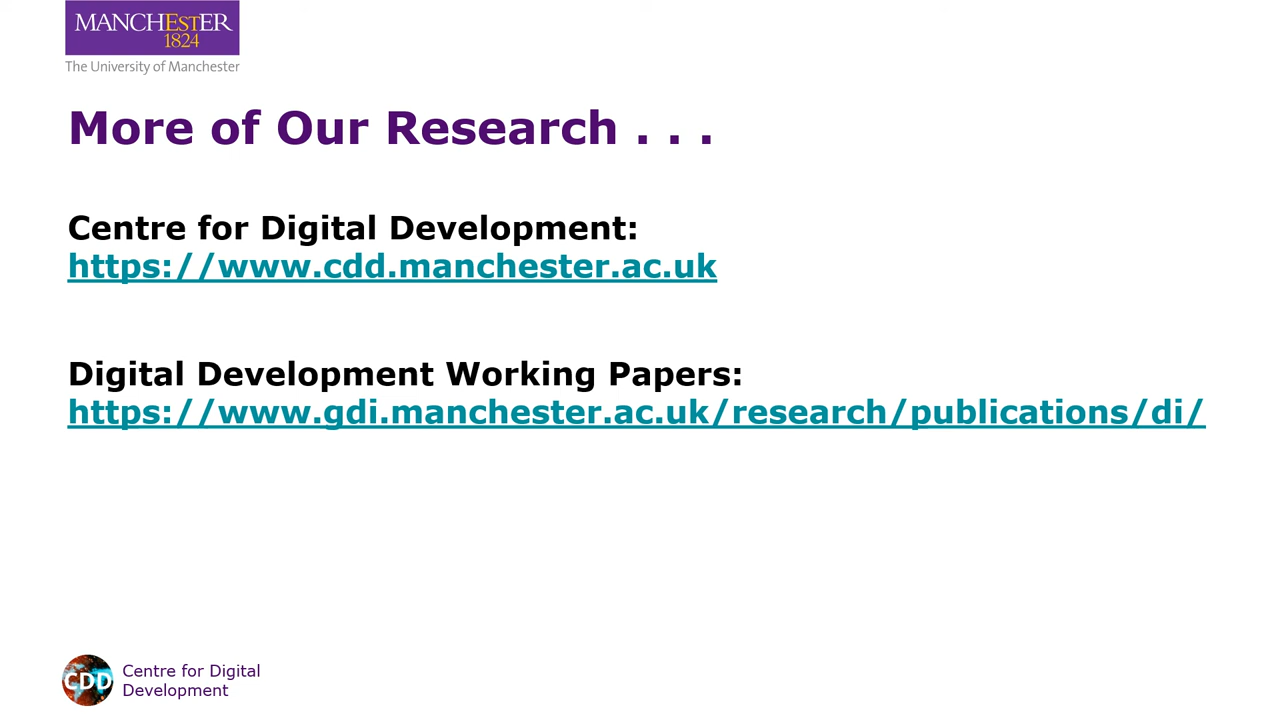 MANCHESTER
1824
The University of Manchester
More of Our Research . . .
Centre for Digital Development:
https://www.cdd.manchester.ac.uk
Digital Development Working Papers:
https://www.gdi.manchester.ac.uk/research/publications/di/
CDD
Centre for Digital
Development